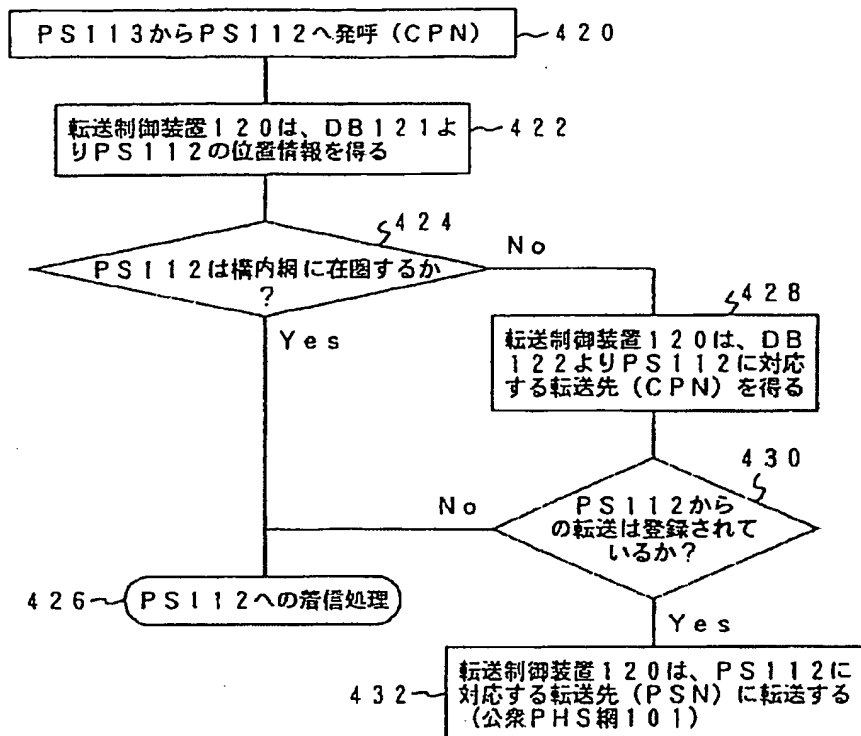 PS113からPS112へ発呼（CPN）
420
転送制御装置120は、DB121よ
りPS112の位置情報を得る
422
424
PS112は構内網に在圏するか
?
No
Yes
428
転送制御装置120は、DB
122よりPS112に対応
する転送先（CPN）を得る
430
PS112から
の転送は登録されて
いるか?
No
426
PS112への着信処理
Yes
432
転送制御装置120は、PS112に
対応する転送先（PSN）に転送する
（公衆PHS網101）